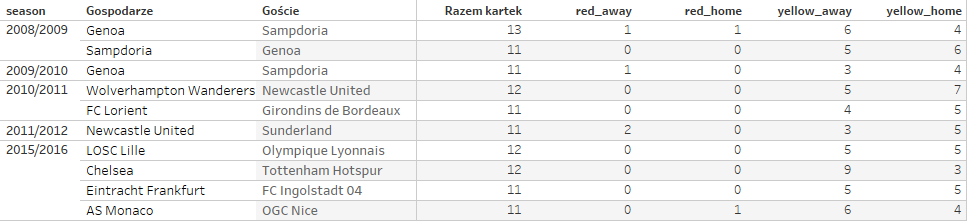 season Gospodarze Goście Razem kartek red_away red_home yellow_away yellow_home
2008/2009 Genoa Sampdoria 13 1 1 6 4
Sampdoria Genoa 11 0 0 5 6
2009/2010 Genoa Sampdoria 11 1 0 3 4
2010/2011 Wolverhampton Wanderers Newcastle United 12 0 0 5 7
FC Lorient Girondins de Bordeaux 11 0 0 4 5
2011/2012 Newcastle United Sunderland 11 2 0 3 5
2015/2016 LOSC Lille Olympique Lyonnais 12 0 0 5 5
Chelsea Tottenham Hotspur 12 0 0 9 3
Eintracht Frankfurt FC Ingolstadt 04 11 0 0 5 5
AS Monaco OGC Nice 11 0 1 6 4